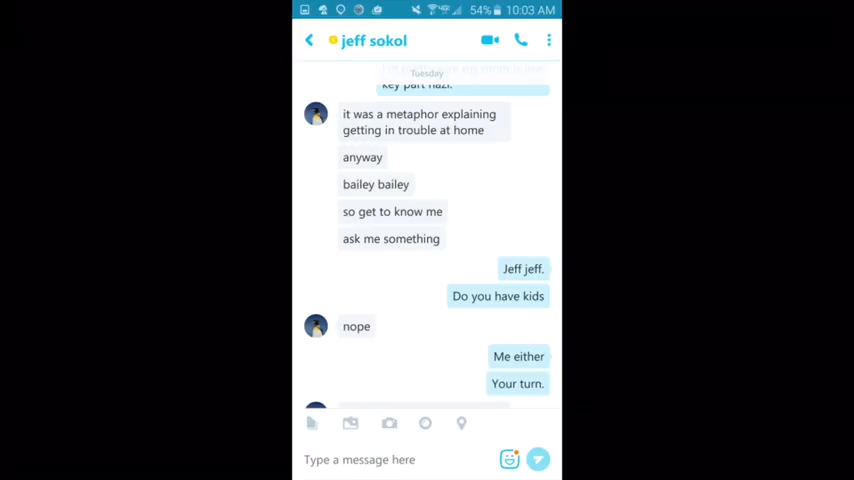 54% 10:03 AM
jeff sokol
Tuesday
key part nazi.
it was a metaphor explaining
getting in trouble at home
anyway
bailey bailey
so get to know me
ask me something
Jeff jeff.
Do you have kids
nope
Me either
Your turn.
Type a message here